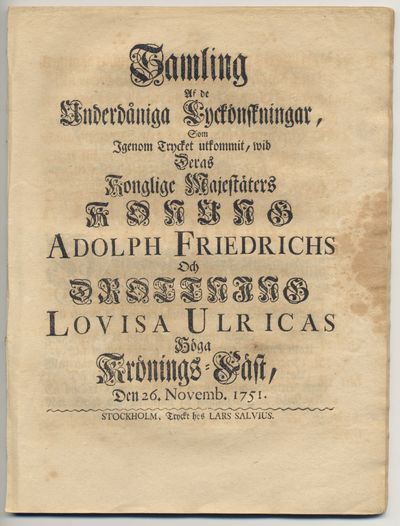 Samling
Af de
Underdåniga Lyckönskningar,
Som
Igenom Trycket utkommit, wid
Deras
Konglige Majestäters
KONUNG
ADOLPH FRIEDRICHS
Och
DROTTNING
LOVISA ULRICAS
Höga
Krönings-Fäst,
Den 26. Novemb. 1751.
STOCKHOLM, Tryckt hos LARS SALVIUS.